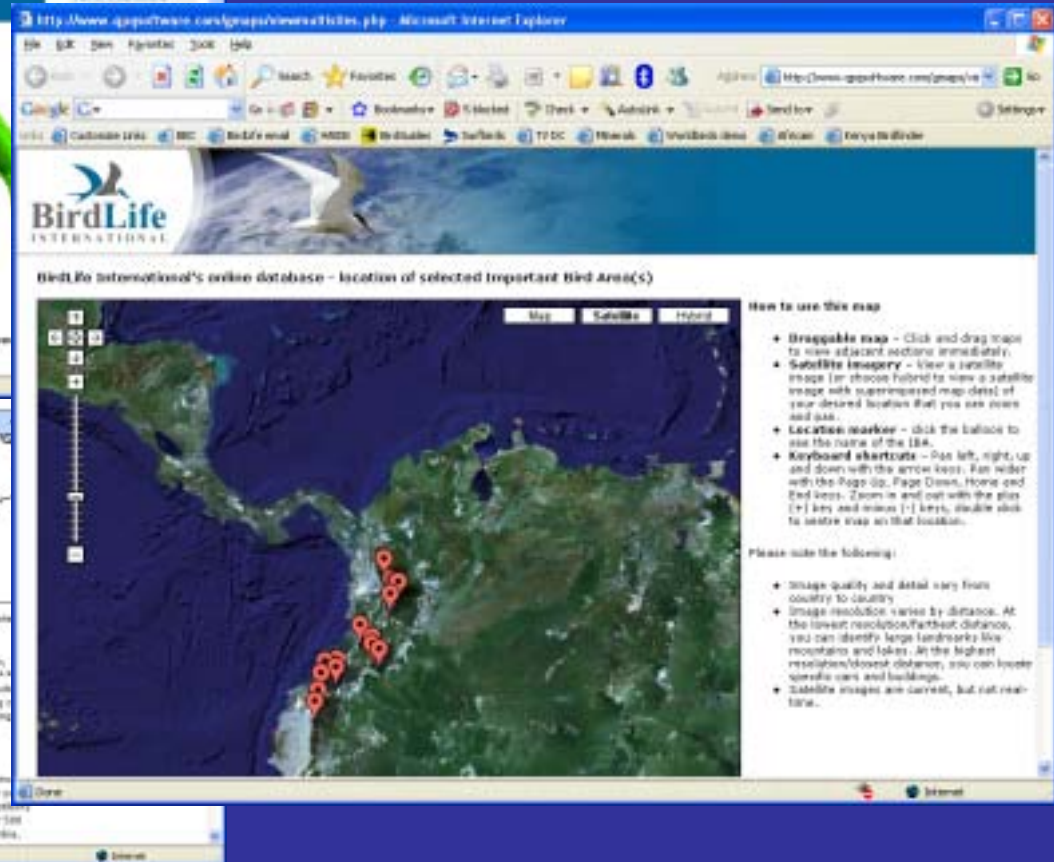 http://www. - Microsoft Internet Explorer
File Edit View Favorites Tools Help
Search Favorites
Address Go
Google Bookmarks Check AutoLink Send to Settings
Customize Links BBC BirdLife email Surfbirds Minerals African Kenya Birdfinder
BirdLife
INTERNATIONAL
BirdLife International's online database - location of selected Important Bird Area(s)
Map Satellite Hybrid
How to use this map
Draggable map - Click and drag maps
to view adjacent sections immediately.
Satellite imagery - View a satellite
image (or choose hybrid to view a satellite
image with superimposed map data) of
your desired location that you can zoom
and pan.
Location marker - click the balloon to
see the name of the IBA.
Keyboard shortcuts - Pan left, right, up
and down with the arrow keys. Pan wider
with the Page Up, Page Down, Home and
End keys. Zoom in and out with the plus
(+) key and minus (-) keys, double click
to centre map on that location.
Please note the following:
Image quality and detail vary from
country to country
Image resolution varies by distance. At
the lowest resolution/farthest distance,
you can identify large landmarks like
mountains and lakes. At the highest
resolution/closest distance, you can locate
specific cars and buildings.
Satellite images are current, but not real-
time.
Done Internet
Internet